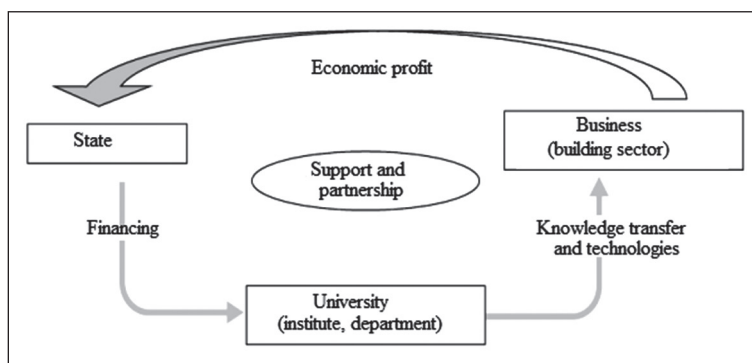 Economic profit
State
Business
(building sector)
Support and
partnership
Financing
Knowledge transfer
and technologies
University
(institute, department)